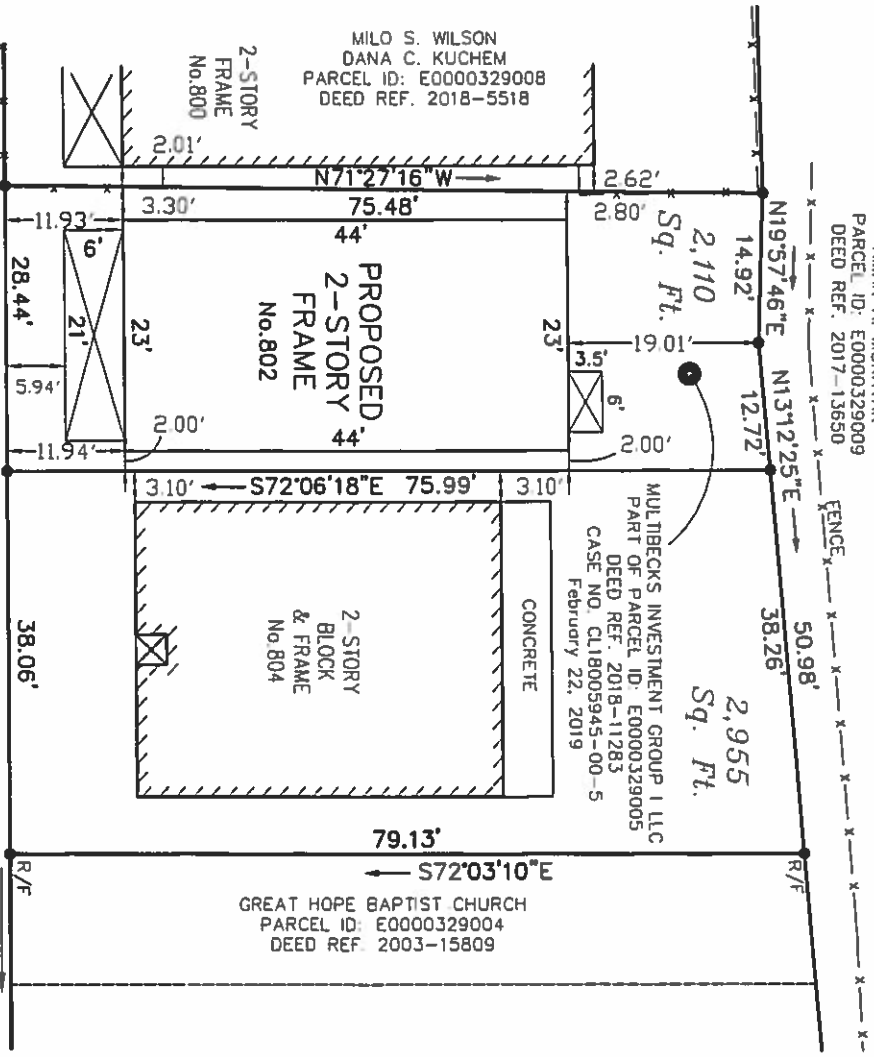 MILO S. WILSON
DANA C. KUCHEM
PARCEL ID: E0000329008
DEED REF. 2018-5518
2-STORY
FRAME
No.800
2.01'
N71°27'16"W
2.62'
3.30'
75.48'
2.80'
11.93'
44'
6'
28.44'
21'
5.94'
11.94'
23'
PROPOSED
2-STORY
FRAME
No.802
23'
44'
2.00'
2.00'
2,110
Sq. Ft.
19.01'
3.5'
6'
N19°57'46"E
14.92'
N13°12'25"E
12.72'
PARCEL ID: E0000329009
DEED REF. 2017-13650
FENCE
50.98'
38.26'
3.10'
S72°06'18"E 75.99'
3.10'
MULTIBECKS INVESTMENT GROUP I LLC
PART OF PARCEL ID: E0000329005
DEED REF. 2018-11283
CASE NO. CL18005945-00-5
February 22, 2019
CONCRETE
2-STORY
BLOCK
& FRAME
No.804
2,955
Sq. Ft.
38.06'
79.13'
S72°03'10"E
R/F
R/F
GREAT HOPE BAPTIST CHURCH
PARCEL ID: E0000329004
DEED REF. 2003-15809